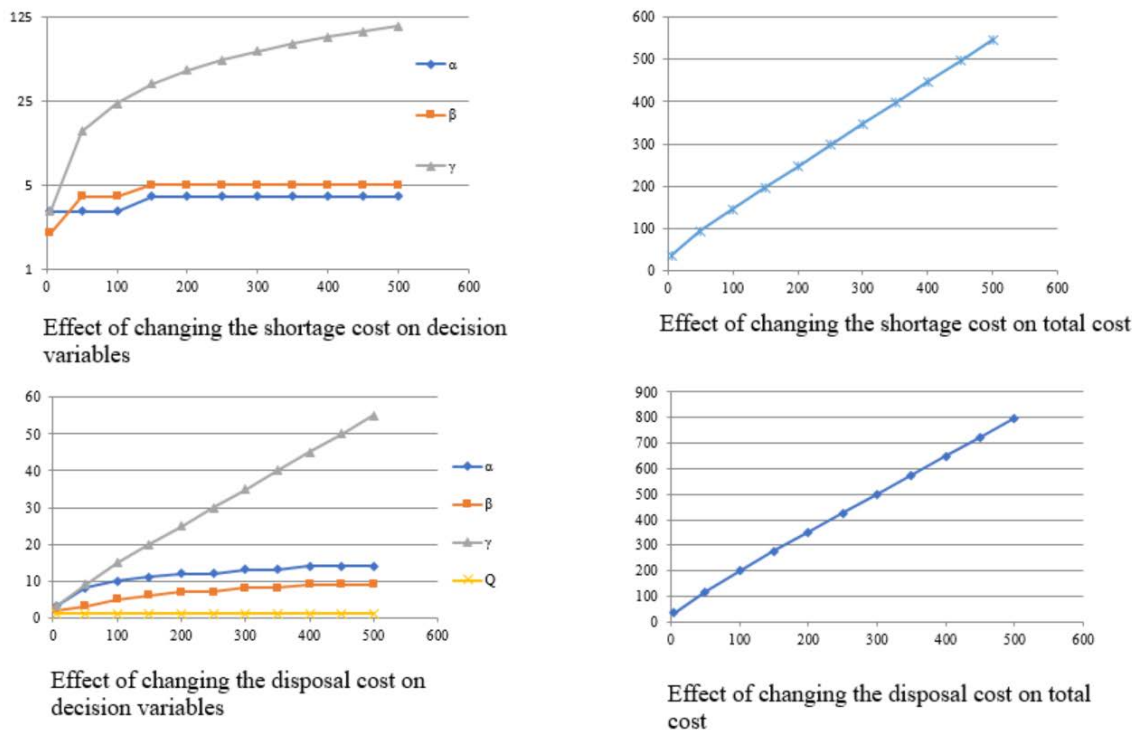 125
25
5
1
0 100 200 300 400 500 600
α
β
γ
Effect of changing the shortage cost on decision
variables
600
500
400
300
200
100
0
0 100 200 300 400 500 600
Effect of changing the shortage cost on total cost
60
50
40
30
20
10
0
0 100 200 300 400 500 600
α
β
γ
Q
Effect of changing the disposal cost on
decision variables
900
800
700
600
500
400
300
200
100
0
0 100 200 300 400 500 600
Effect of changing the disposal cost on total
cost